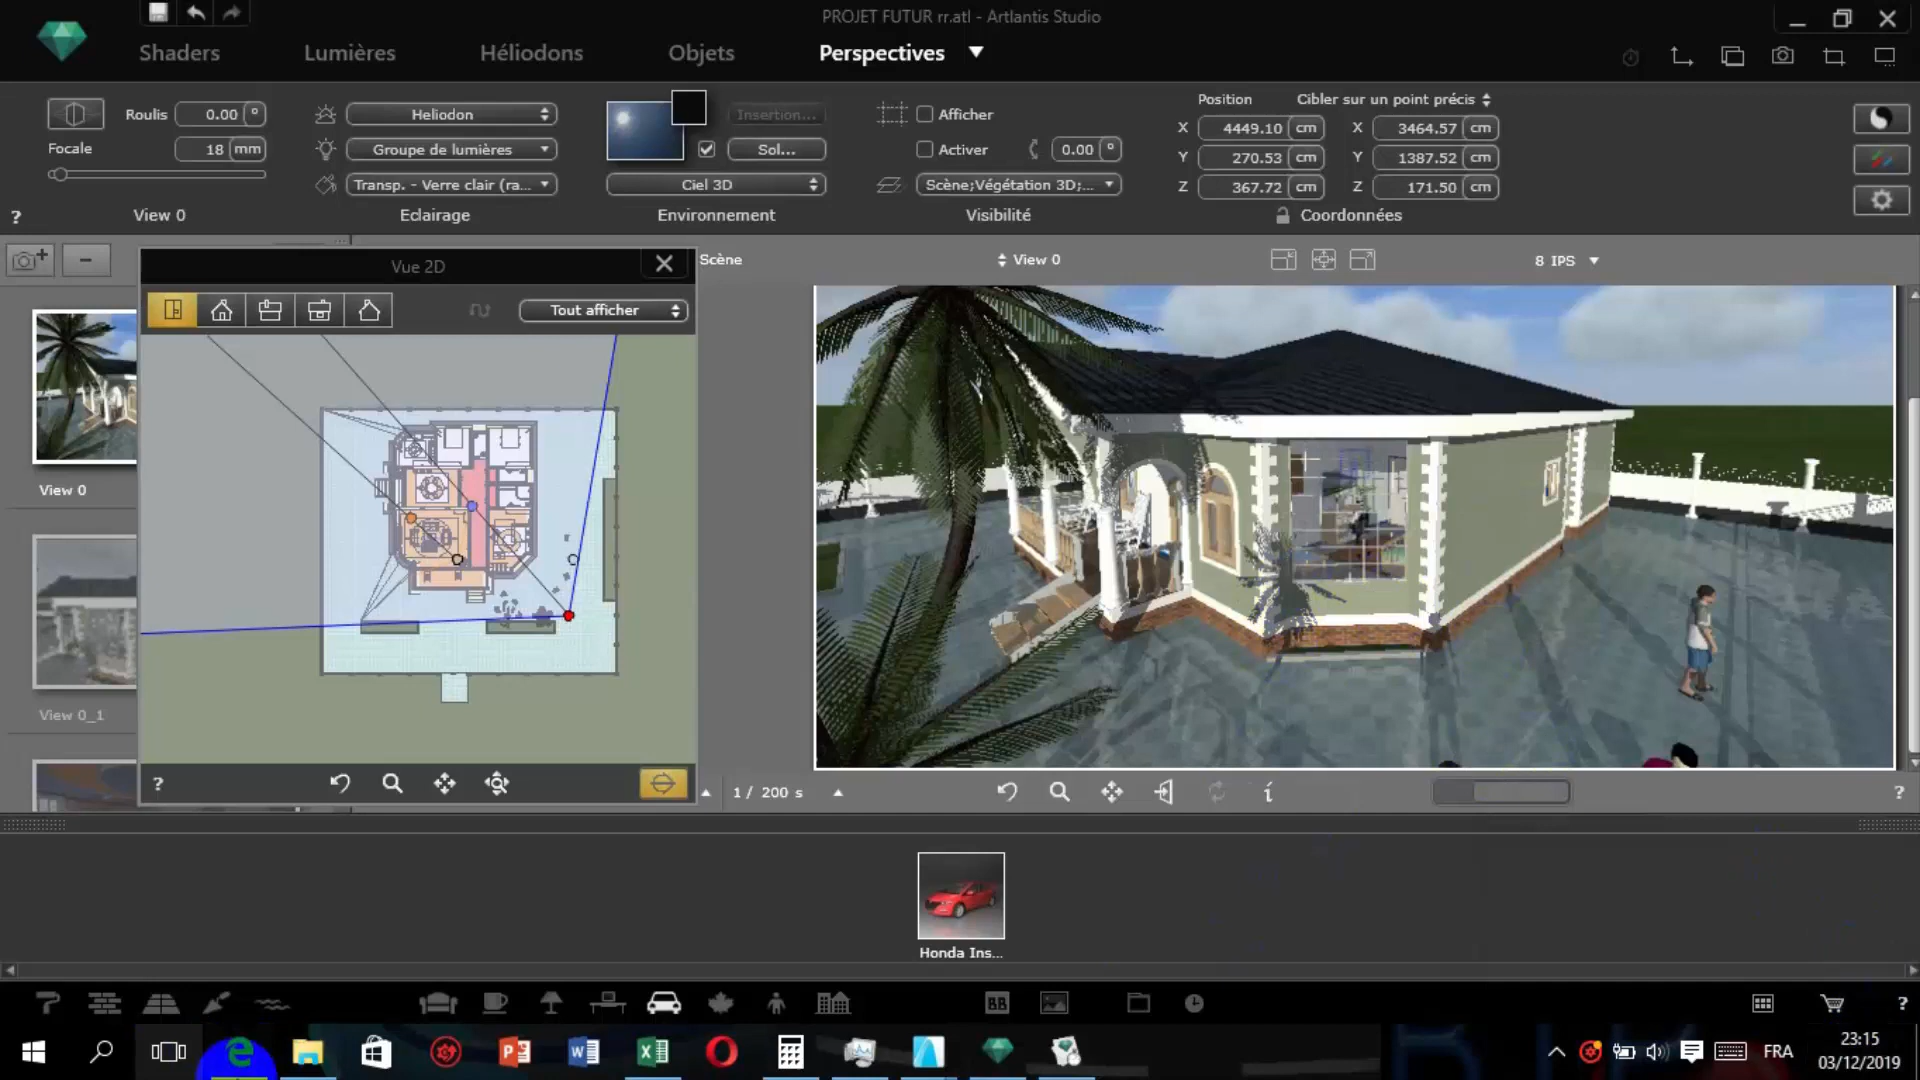 PROJET FUTUR rr.atl - Artlantis Studio
Shaders
Lumières
Héliodons
Objets
Perspectives
Roulis
0.00 °
Focale
18 mm
? View 0
Heliodon
Groupe de lumières
Transp. - Verre clair (ra...
Eclairage
Insertion...
Sol...
Ciel 3D
Environnement
Afficher
Activer
0.00 °
Scène;Végétation 3D;...
Visibilité
Position
Cibler sur un point précis
X 4449.10 cm X 3464.57 cm
Y 270.53 cm Y 1387.52 cm
Z 367.72 cm Z 171.50 cm
Coordonnées
Vue 2D
Scène
View 0
8 IPS
Tout afficher
View 0
View 0_1
?
1 / 200 s
i
?
Honda Ins...
BB
?
FRA
23:15
03/12/2019